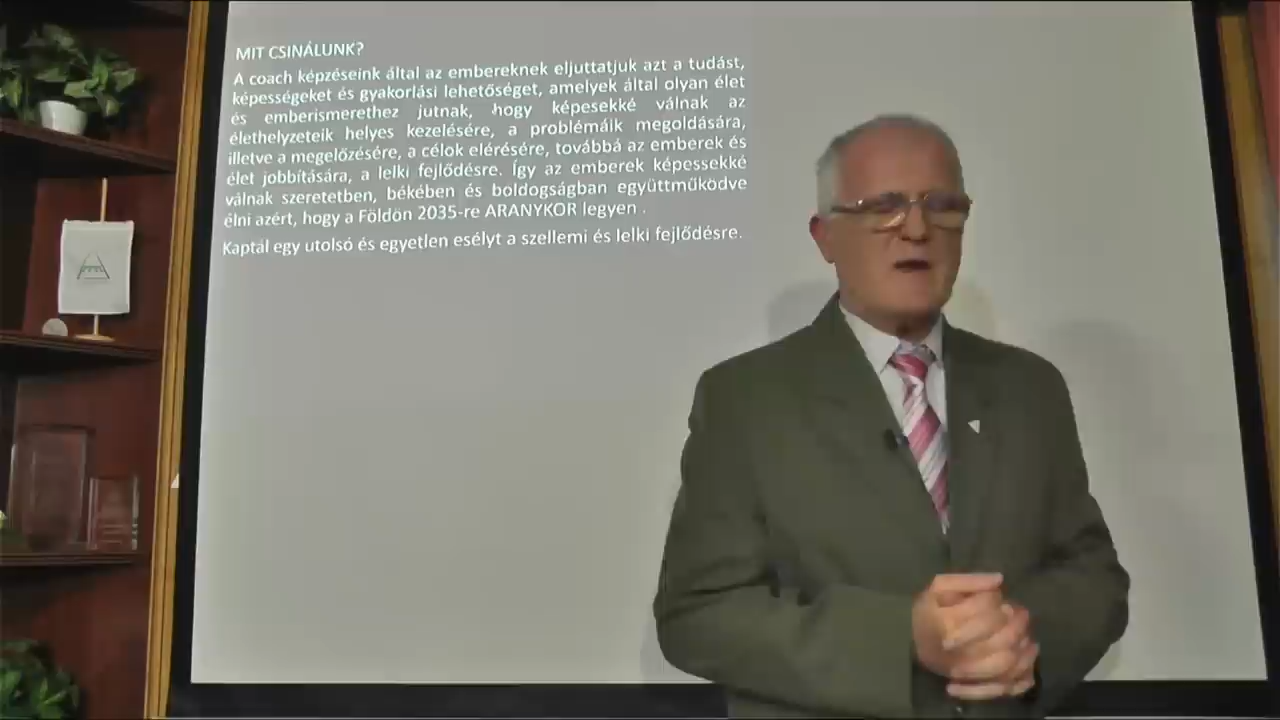 MIT CSINÁLUNK?
A coach képzéseink által az embereknek eljuttatjuk azt a tudást,
képességeket és gyakorlási lehetőséget, amelyek által olyan élet
és emberismerethez jutnak, hogy képesekké válnak az
élethelyzeteik helyes kezelésére, a problémáik megoldására,
illetve a megelőzésére, a célok elérésére, továbbá az emberek és
élet jobbítására, a lelki fejlődésre. Így az emberek képessekké
válnak szeretetben, békében és boldogságban együttműködve
élni azért, hogy a Földön 2035-re ARANYKOR legyen .
Kaptál egy utolsó és egyetlen esélyt a szellemi és lelki fejlődésre.